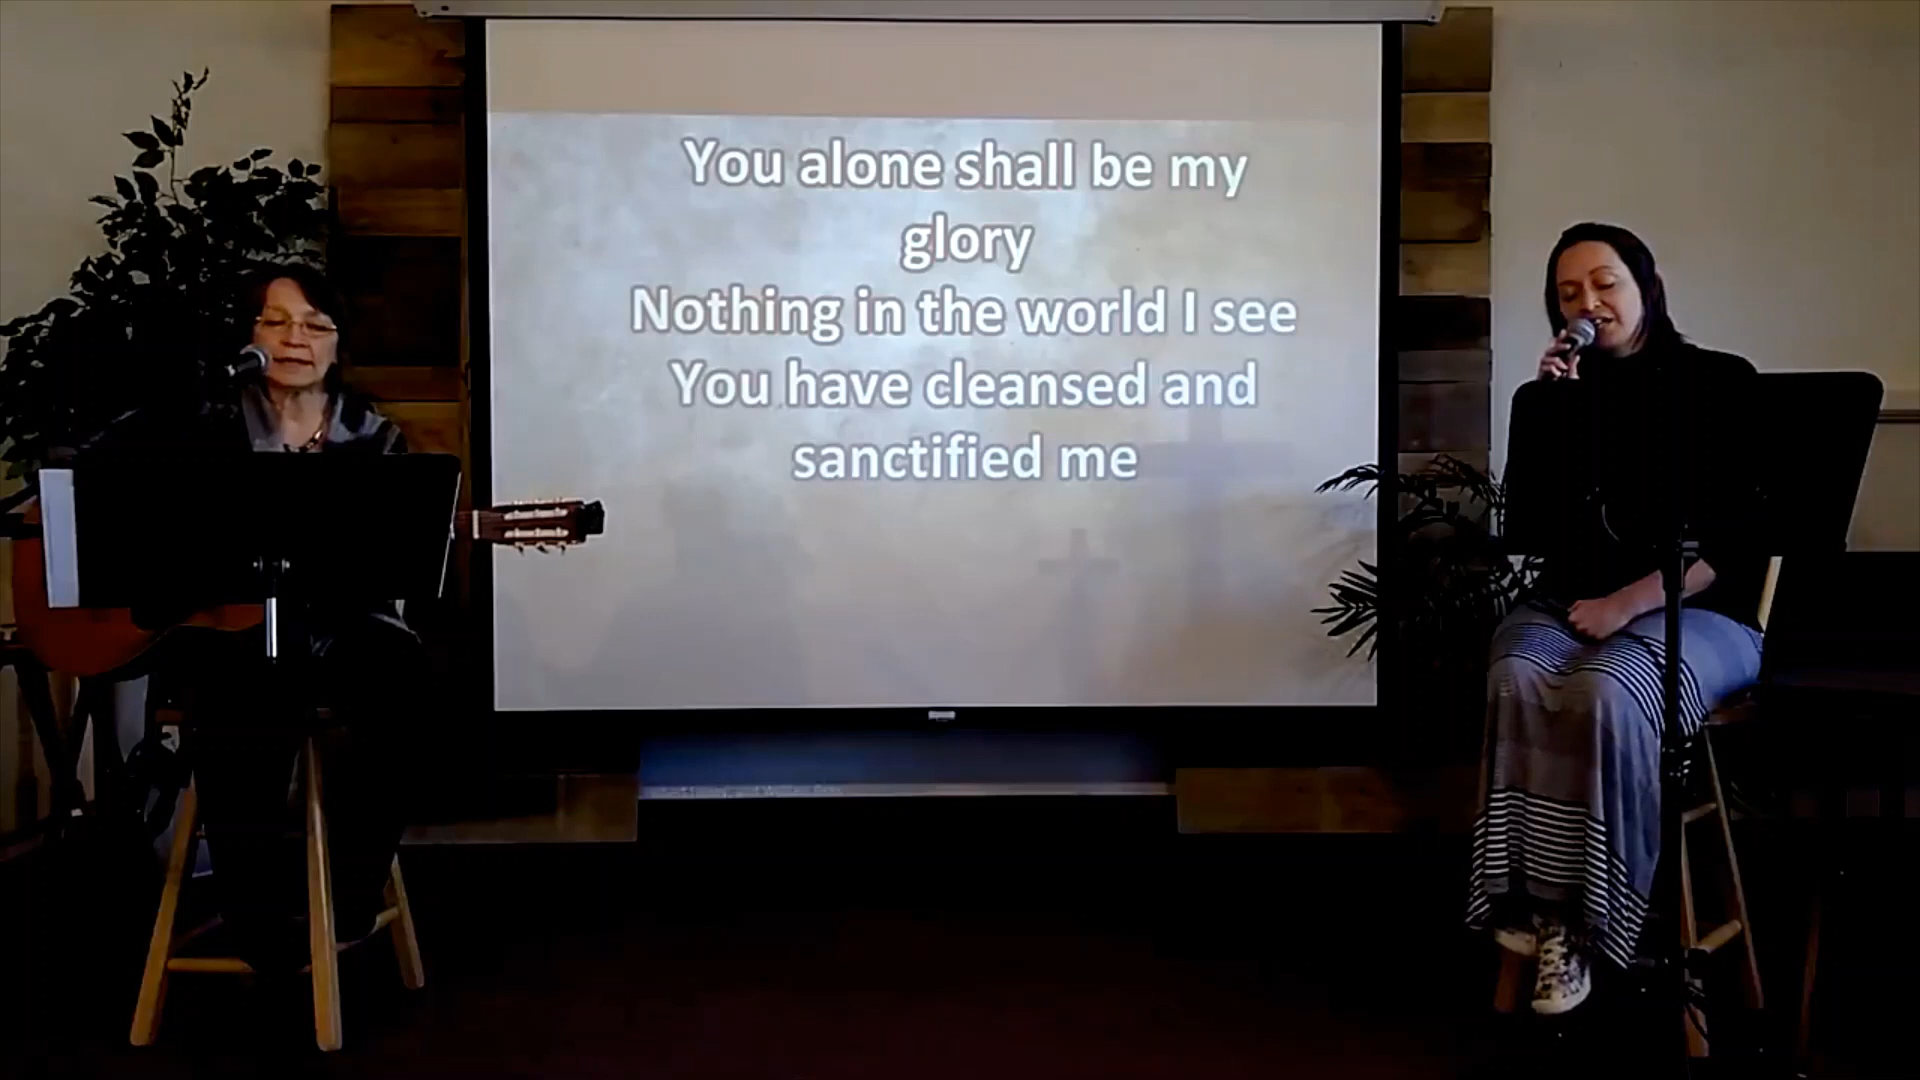 You alone shall be my
glory
Nothing in the world I see
You have cleansed and
sanctified me